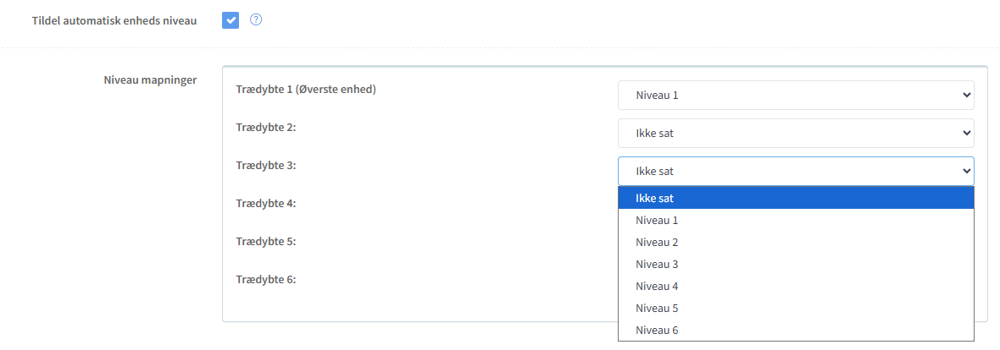 Tildel automatisk enheds niveau
Niveau mapninger
Trædybte 1 (Øverste enhed)
Niveau 1
Trædybte 2:
Ikke sat
Trædybte 3:
Ikke sat
Ikke sat
Niveau 1
Niveau 2
Niveau 3
Niveau 4
Niveau 5
Niveau 6
Trædybte 4:
Trædybte 5:
Trædybte 6: